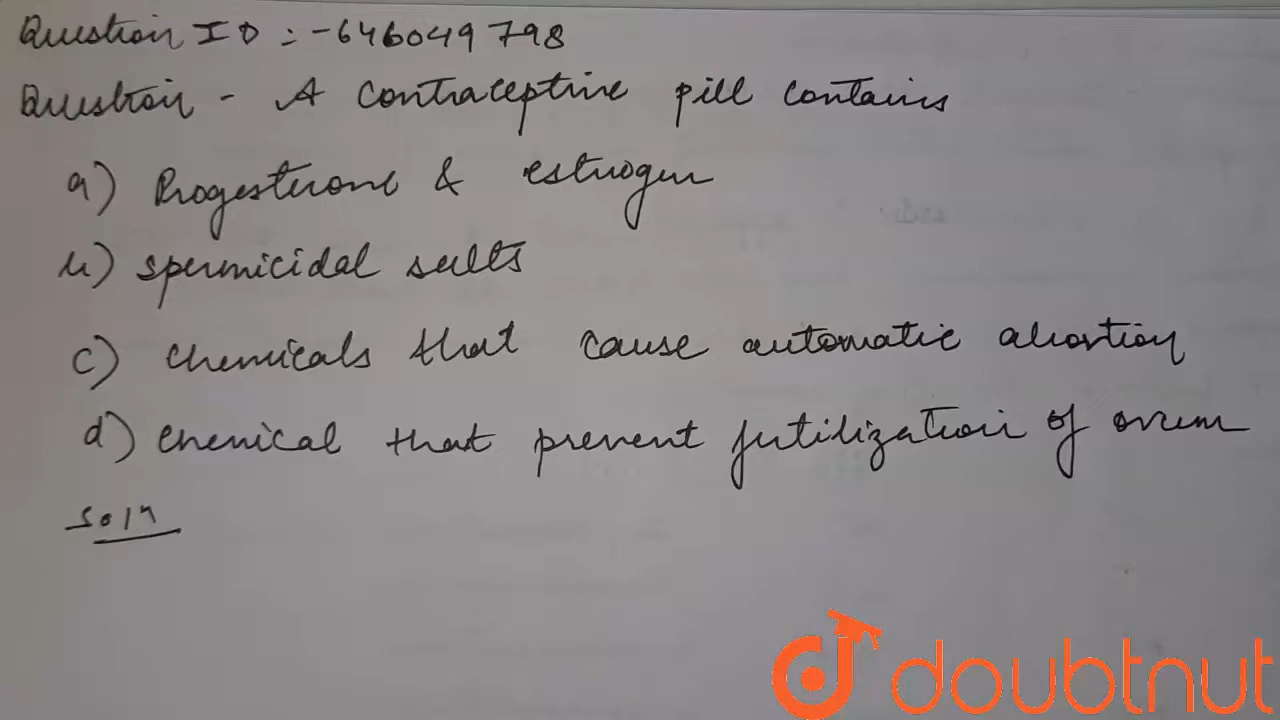 Question ID :- 646049798
Question - A contraceptive pill contains
a) Progesterone & estrogen
b) spermicidal salts
c) chemicals that cause automatic abortion
d) chemical that prevent fertilization of ovum
Soln
doubtnut